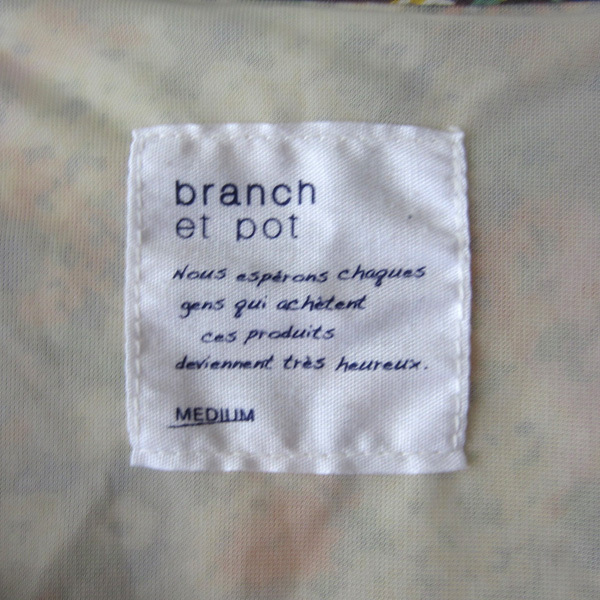 branch
et pot
Nous espérons chaques
gens qui achètent
ces produits
deviennent très heureux.
MEDIUM